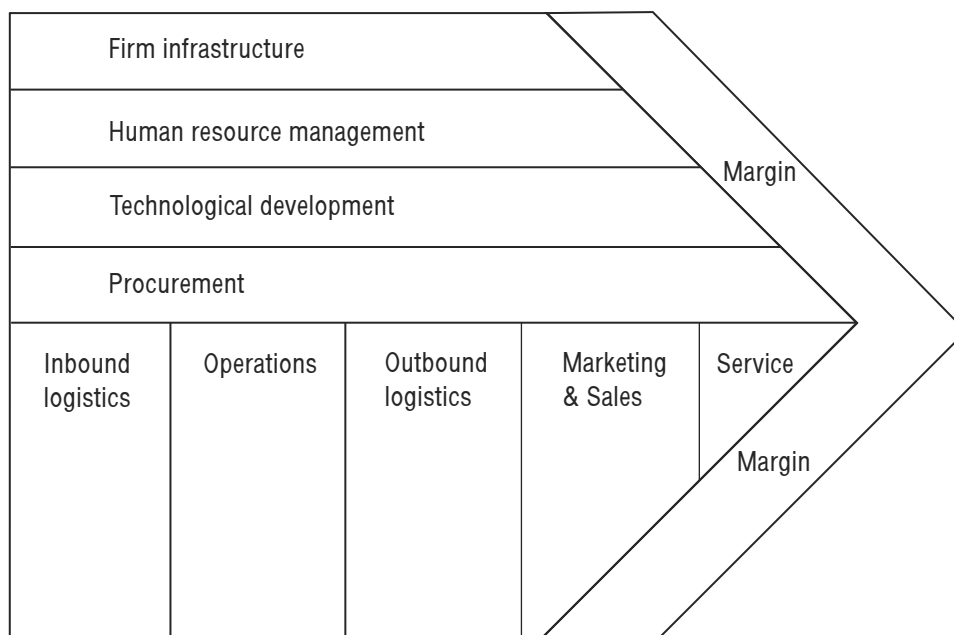 Firm infrastructure
Human resource management
Margin
Technological development
Procurement
Inbound
logistics
Operations
Outbound
logistics
Marketing
& Sales
Service
Margin